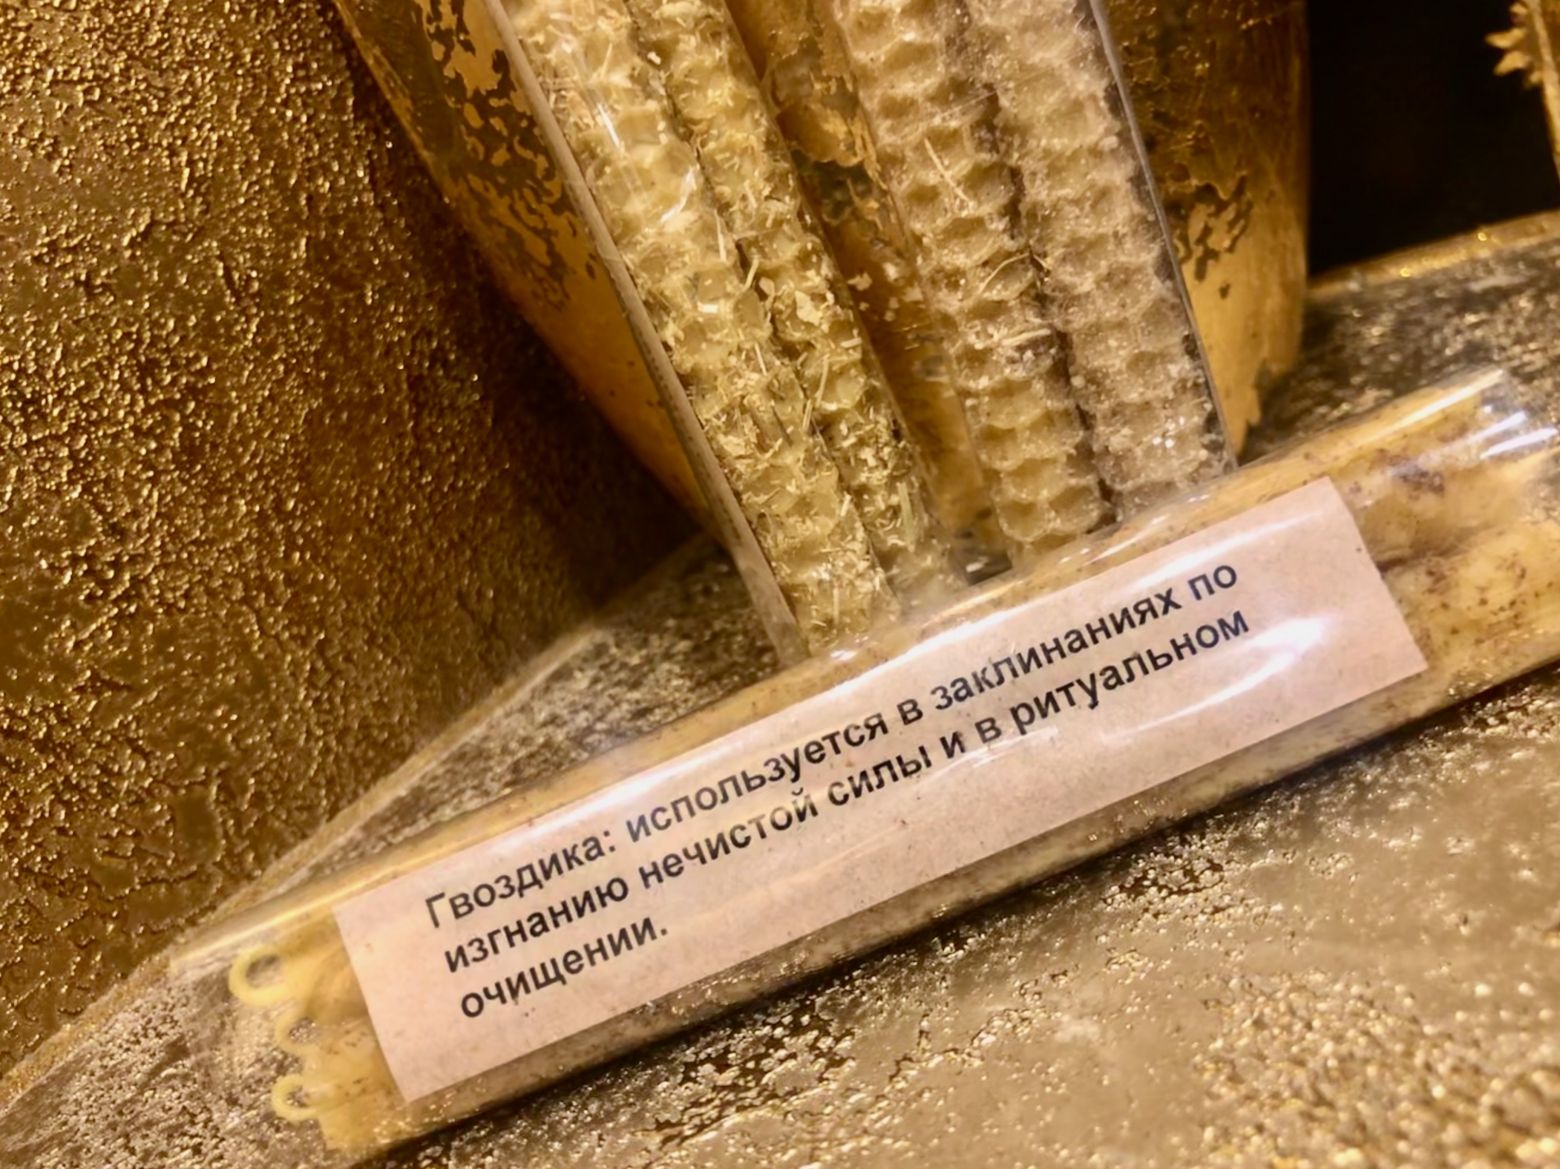 Гвоздика: используется в заклинаниях по
изгнанию нечистой силы и в ритуальном
очищении.